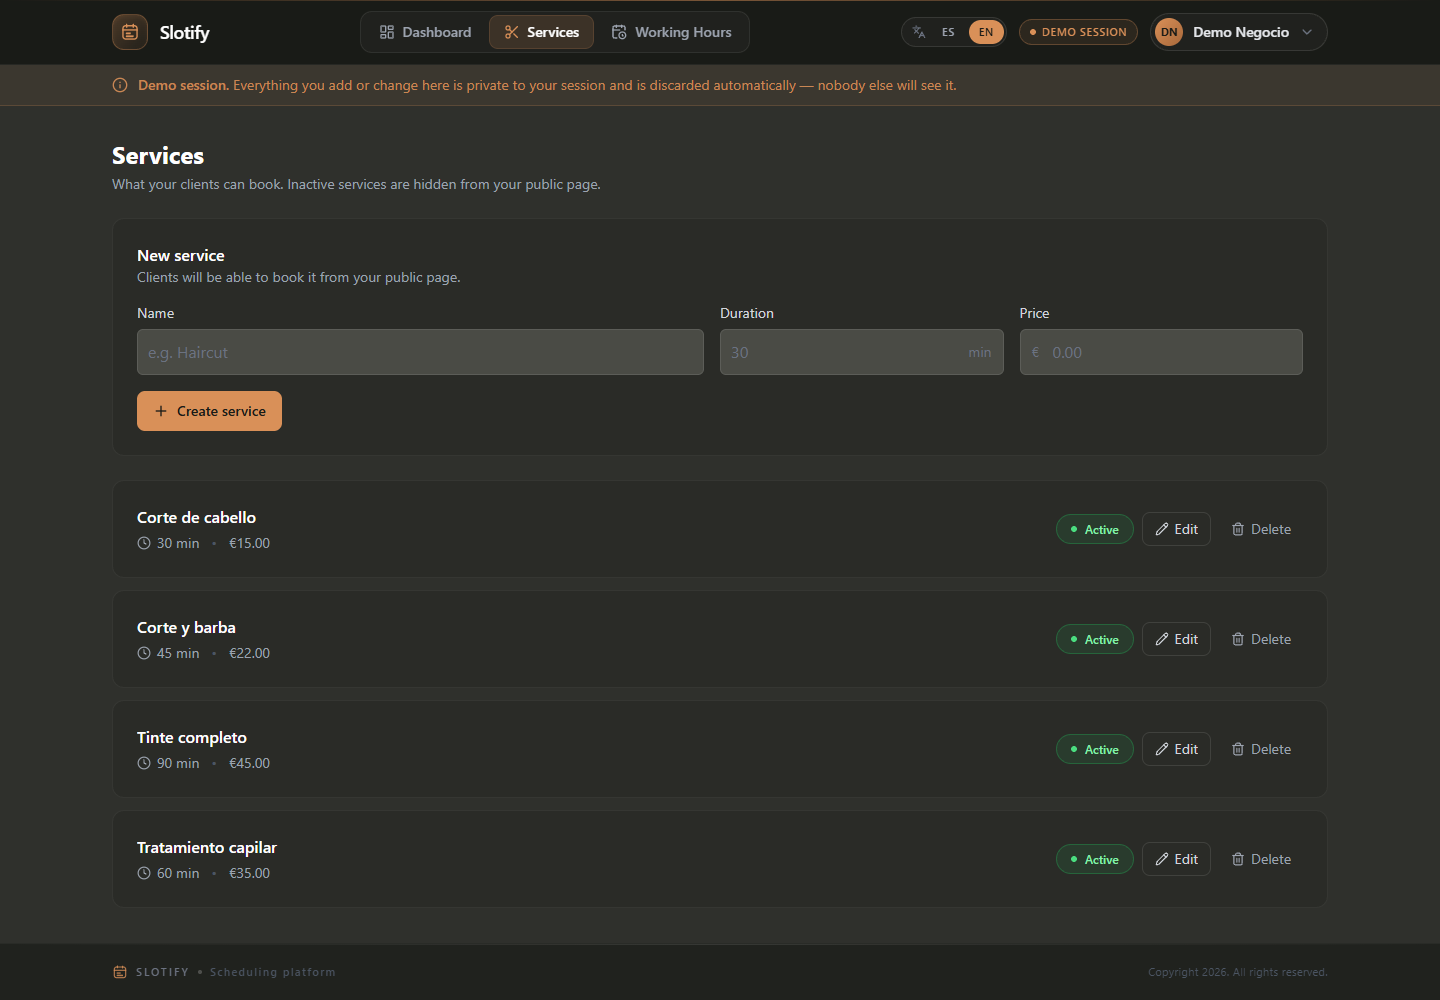 Slotify
Dashboard
Services
Working Hours
ES
EN
DEMO SESSION
DN
Demo Negocio
Demo session. Everything you add or change here is private to your session and is discarded automatically — nobody else will see it.
Services
What your clients can book. Inactive services are hidden from your public page.
New service
Clients will be able to book it from your public page.
Name
Duration
Price
e.g. Haircut
30
min
€
0.00
Create service
Corte de cabello
30 min • €15.00
Active
Edit
Delete
Corte y barba
45 min • €22.00
Active
Edit
Delete
Tinte completo
90 min • €45.00
Active
Edit
Delete
Tratamiento capilar
60 min • €35.00
Active
Edit
Delete
SLOTIFY • Scheduling platform
Copyright 2026. All rights reserved.